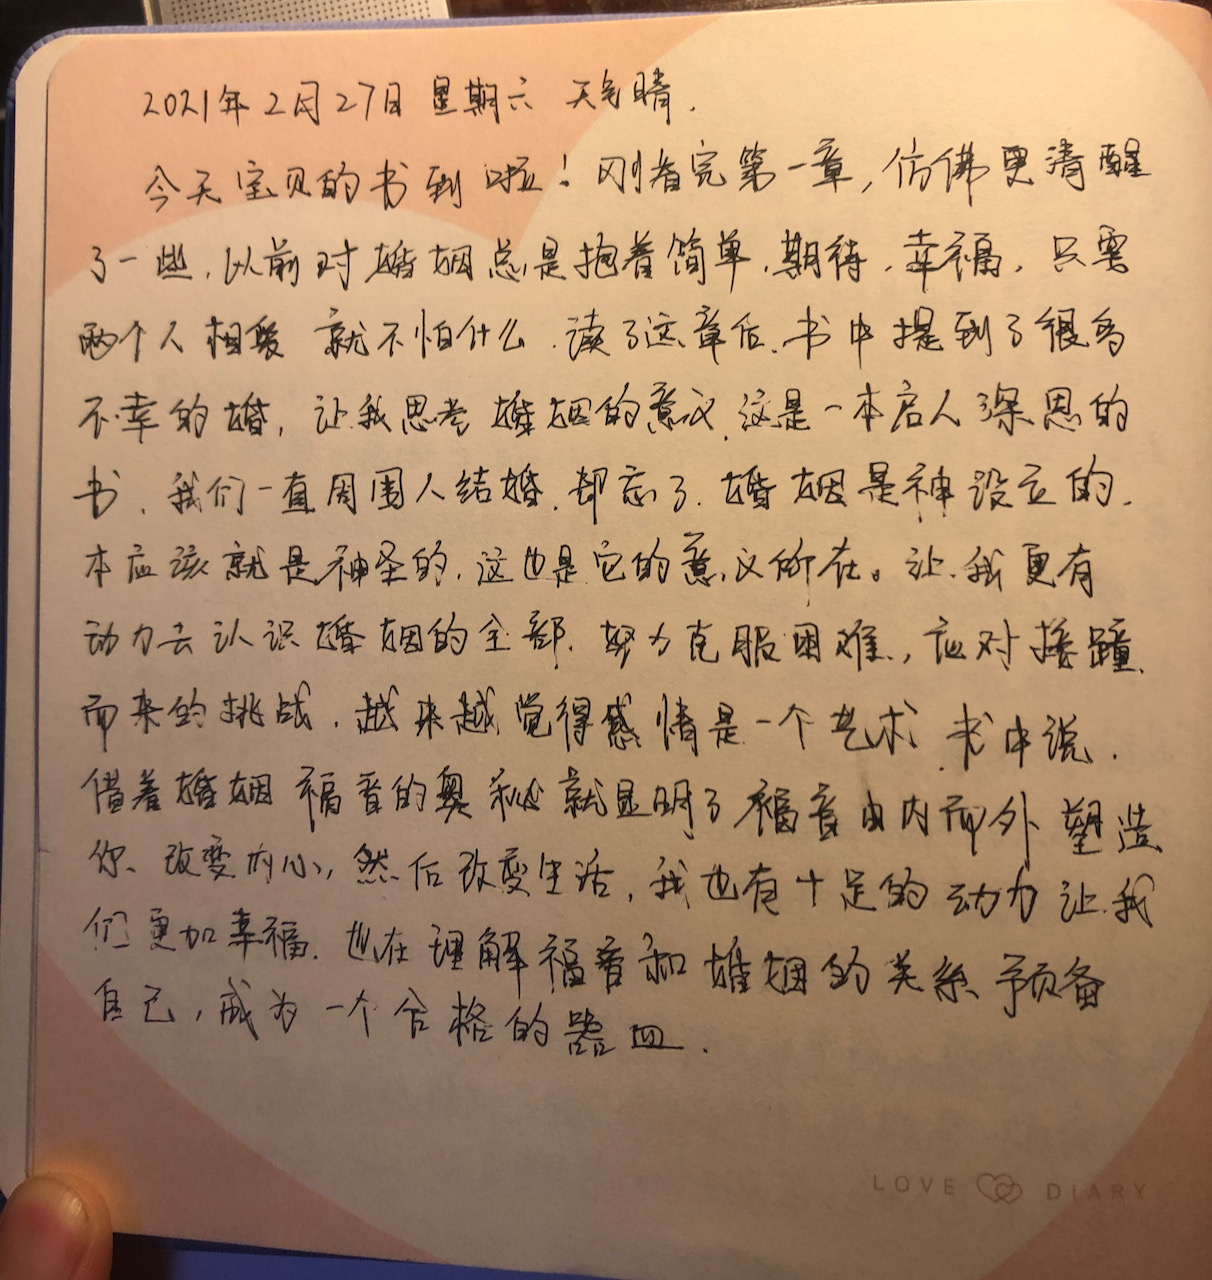 2021年2月27日 星期六 天气晴.
今天宝贝的书到啦！刚看完第一章,仿佛更清醒
了一些.以前对婚姻总是抱着简单.期待.幸福.只需
两个人相爱 就不怕什么.读了这章后.书中提到了很多
不幸的婚,让我思考 婚姻的意义.这是一本启人深思的
书.我们一直周围人结婚.却忘了.婚姻是神设立的.
本应该就是神圣的.这也是它的意义所在。让我更有
动力去认识婚姻的全部.努力克服困难,应对接踵
而来的挑战.越来越觉得感情是一个艺术.书中说.
借着婚姻 福音的奥秘就显明了福音由内而外塑造
你.改变内心,然后改变生活,我也有十足的动力让我
们更加幸福.也在理解福音和婚姻的关系.预备
自己,成为一个合格的器皿.
LOVE DIARY